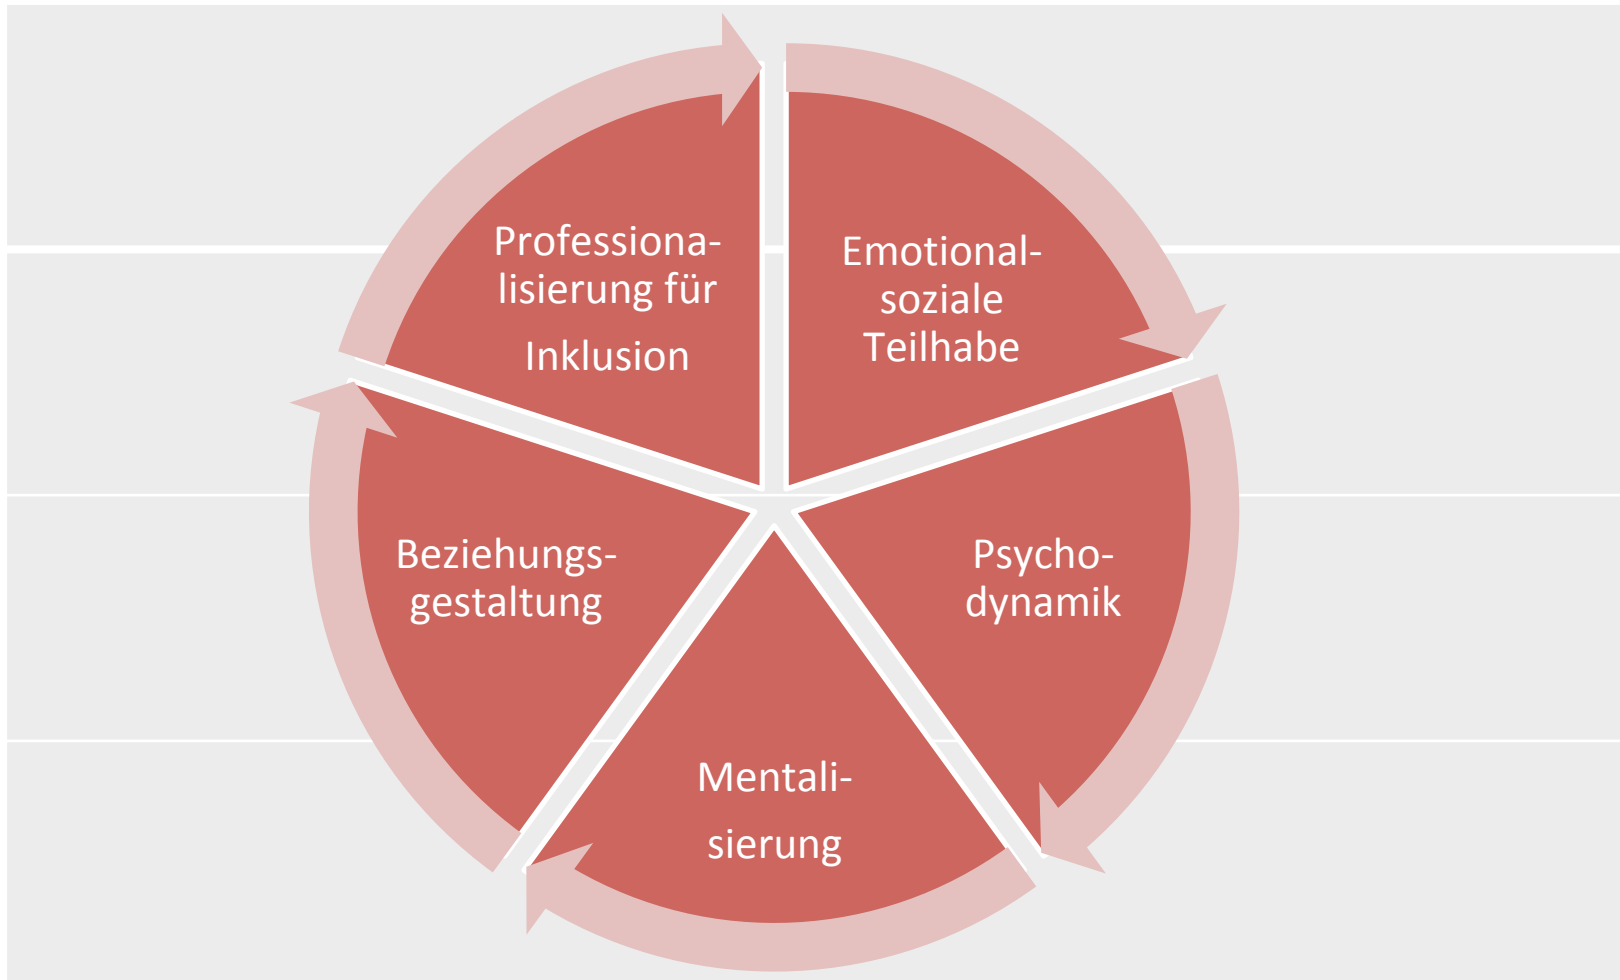 Professiona-
lisierung für
Inklusion
Emotional-
soziale
Teilhabe
Beziehungs-
gestaltung
Psycho-
dynamik
Mentali-
sierung